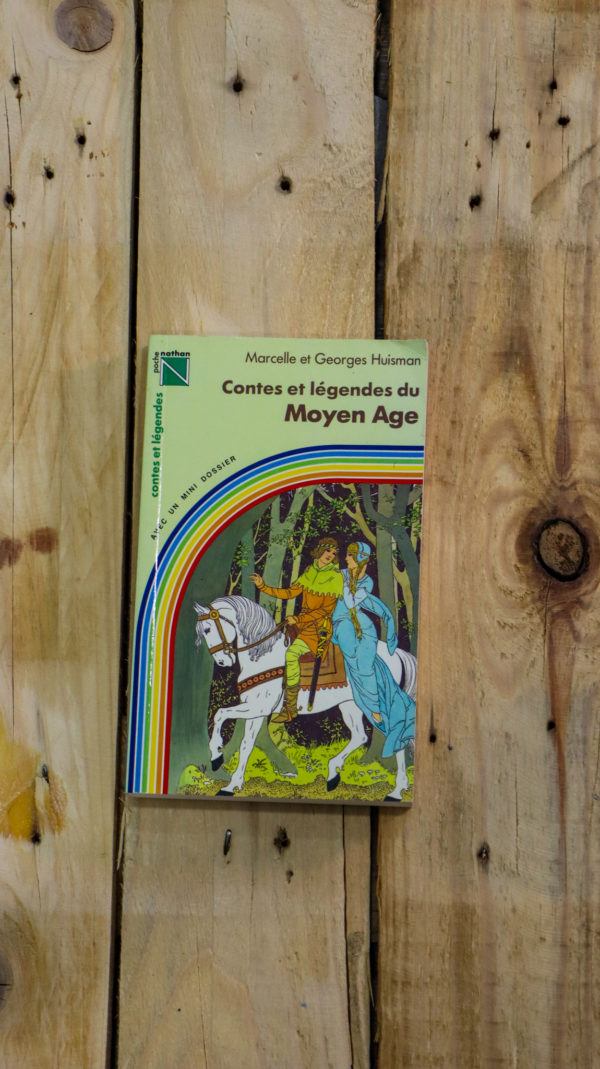 Marcelle et Georges Huisman
Contes et légendes du
Moyen Age
poche
nathan
contes et légendes
AVEC UN MINI DOSSIER